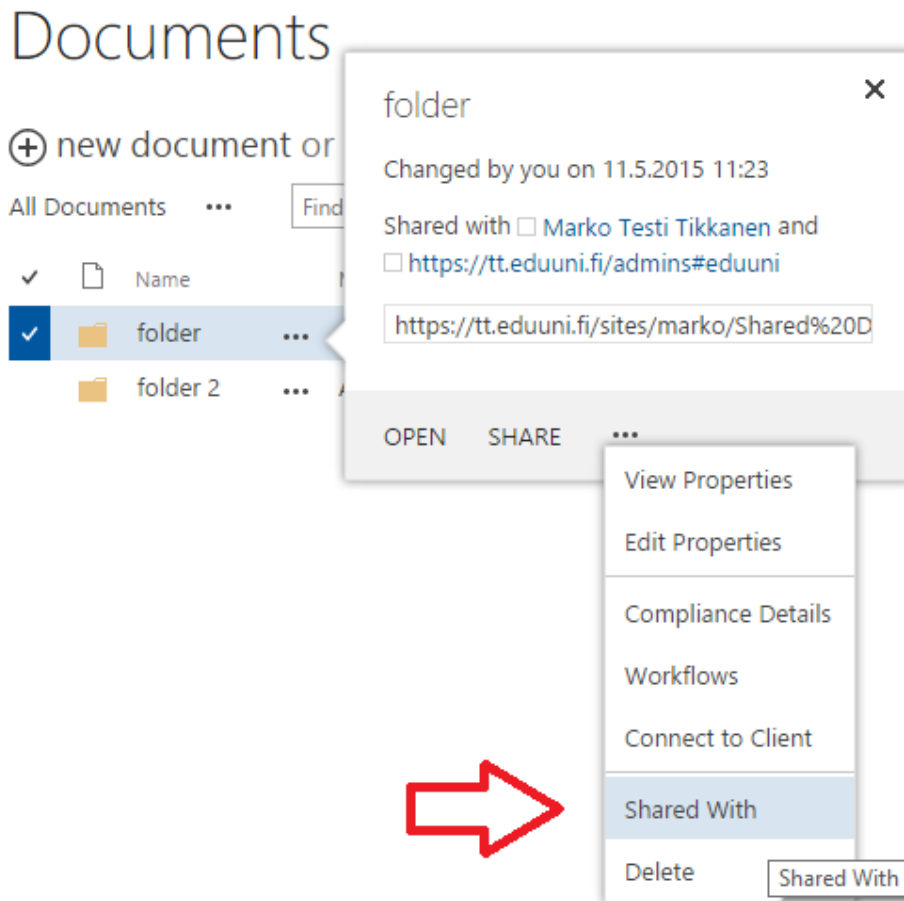 Documents
new document or
All Documents •••
Find
Name
folder •••
folder 2 •••
folder
Changed by you on 11.5.2015 11:23
Shared with Marko Testi Tikkanen and
https://tt.eduuni.fi/admins#eduuni
https://tt.eduuni.fi/sites/marko/Shared%20D
OPEN SHARE •••
View Properties
Edit Properties
Compliance Details
Workflows
Connect to Client
Shared With
Delete
Shared With